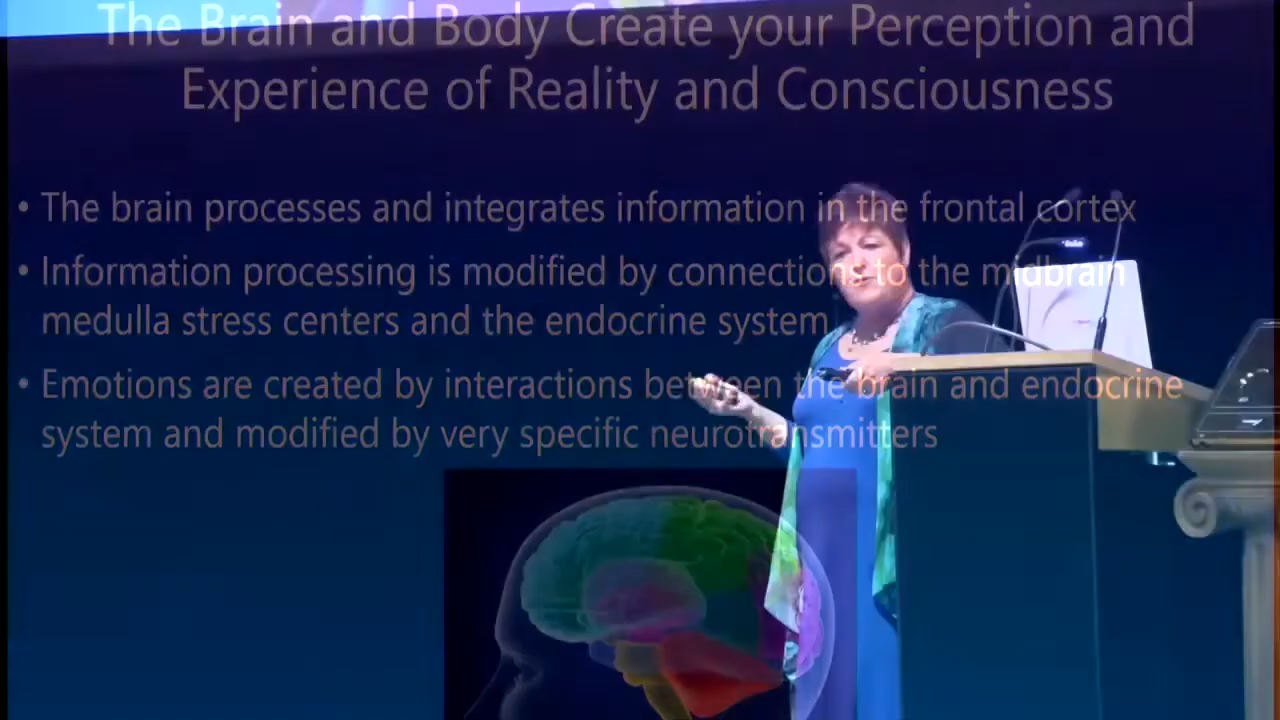 The Brain and Body Create your Perception and
Experience of Reality and Consciousness
• The brain processes and integrates information in the frontal cortex
• Information processing is modified by connections to the midbrain
medulla stress centers and the endocrine system
• Emotions are created by interactions between the brain and endocrine
system and modified by very specific neurotransmitters